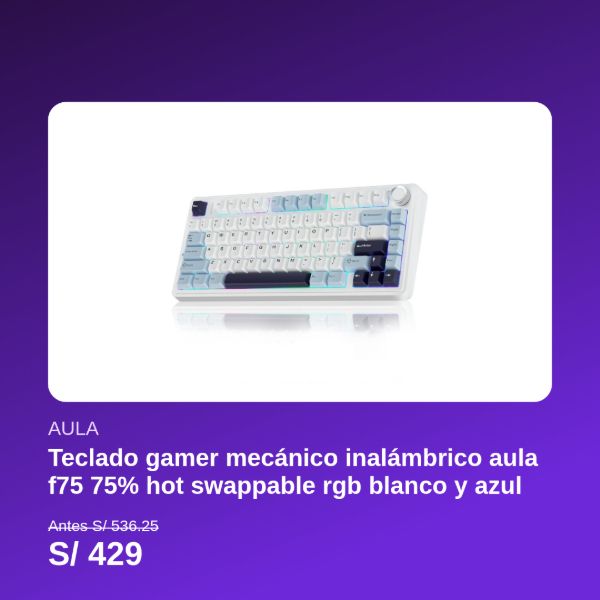 AULA
Teclado gamer mecánico inalámbrico aula
f75 75% hot swappable rgb blanco y azul
Antes S/ 536.25
S/ 429